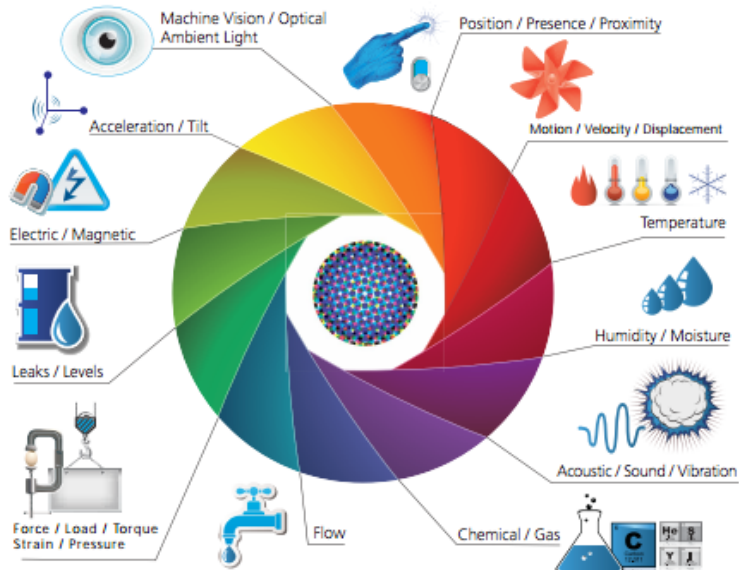 Machine Vision / Optical
Ambient Light
Position / Presence / Proximity
Acceleration / Tilt
Motion / Velocity / Displacement
Electric / Magnetic
Temperature
Leaks / Levels
Humidity / Moisture
Acoustic / Sound / Vibration
Force / Load / Torque
Strain / Pressure
Flow
Chemical / Gas
C
He S
Y